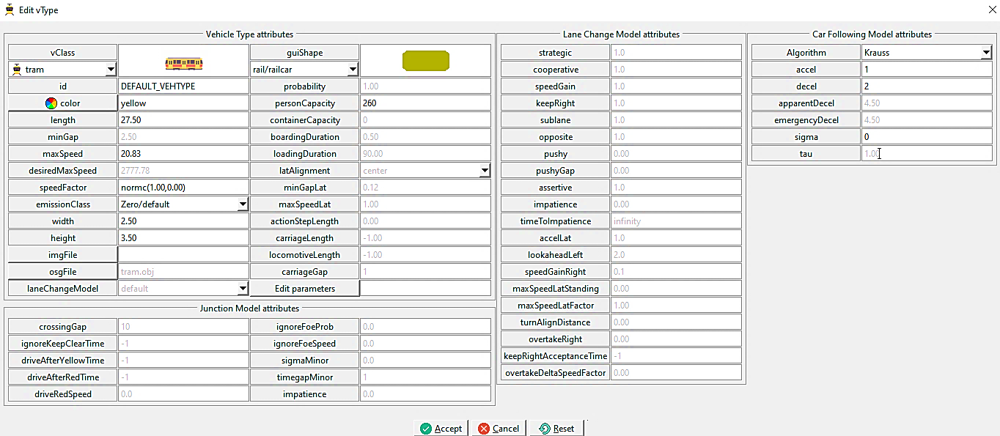 Edit vType
Vehicle Type attributes
vClass
guiShape
tram
rail/railcar
id DEFAULT_VEHTYPE probability 1.00
color yellow personCapacity 260
length 27.50 containerCapacity 0
minGap 2.50 boardingDuration 0.50
maxSpeed 20.83 loadingDuration 90.00
desiredMaxSpeed 2777.78 latAlignment center
speedFactor normc(1.00,0.00) minGapLat 0.12
emissionClass Zero/default maxSpeedLat 1.00
width 2.50 actionStepLength 0.00
height 3.50 carriageLength -1.00
imgFile locomotiveLength -1.00
osgFile tram.obj carriageGap 1
laneChangeModel default Edit parameters
Junction Model attributes
crossingGap 10 ignoreFoeProb 0.0
ignoreKeepClearTime -1 ignoreFoeSpeed 0.0
driveAfterYellowTime -1 sigmaMinor 0.0
driveAfterRedTime -1 timegapMinor 1
driveRedSpeed 0.0 impatience 0.0
Lane Change Model attributes
strategic 1.0
cooperative 1.0
speedGain 1.0
keepRight 1.0
sublane 1.0
opposite 1.0
pushy 0.00
pushyGap 0.00
assertive 1.0
impatience 0.00
timeToImpatience infinity
accelLat 1.0
lookaheadLeft 2.0
speedGainRight 0.1
maxSpeedLatStanding 0.00
maxSpeedLatFactor 1.00
turnAlignDistance 0.00
overtakeRight 0.00
keepRightAcceptanceTime -1
overtakeDeltaSpeedFactor 0.00
Car Following Model attributes
Algorithm Krauss
accel 1
decel 2
apparentDecel 4.50
emergencyDecel 4.50
sigma 0
tau 1.00
Accept Cancel Reset